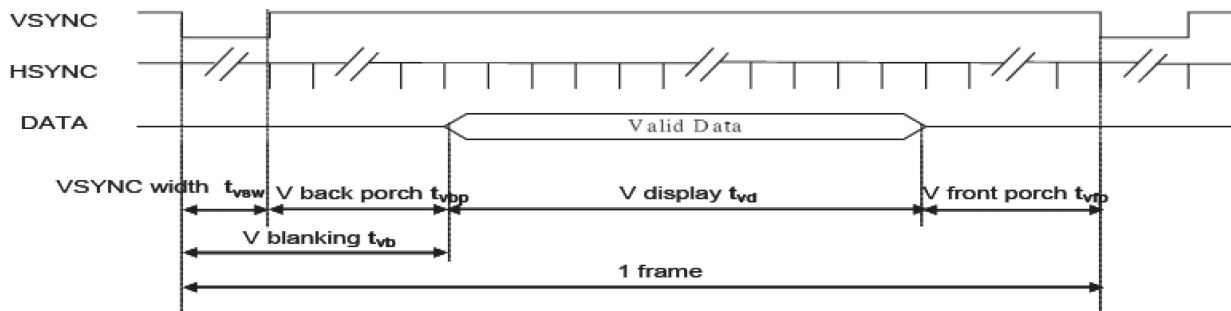 VSYNC
HSYNC
DATA
Valid Data
VSYNC width tvsw
V back porch tvbp
V display tvd
V front porch tvfp
V blanking tvb
1 frame